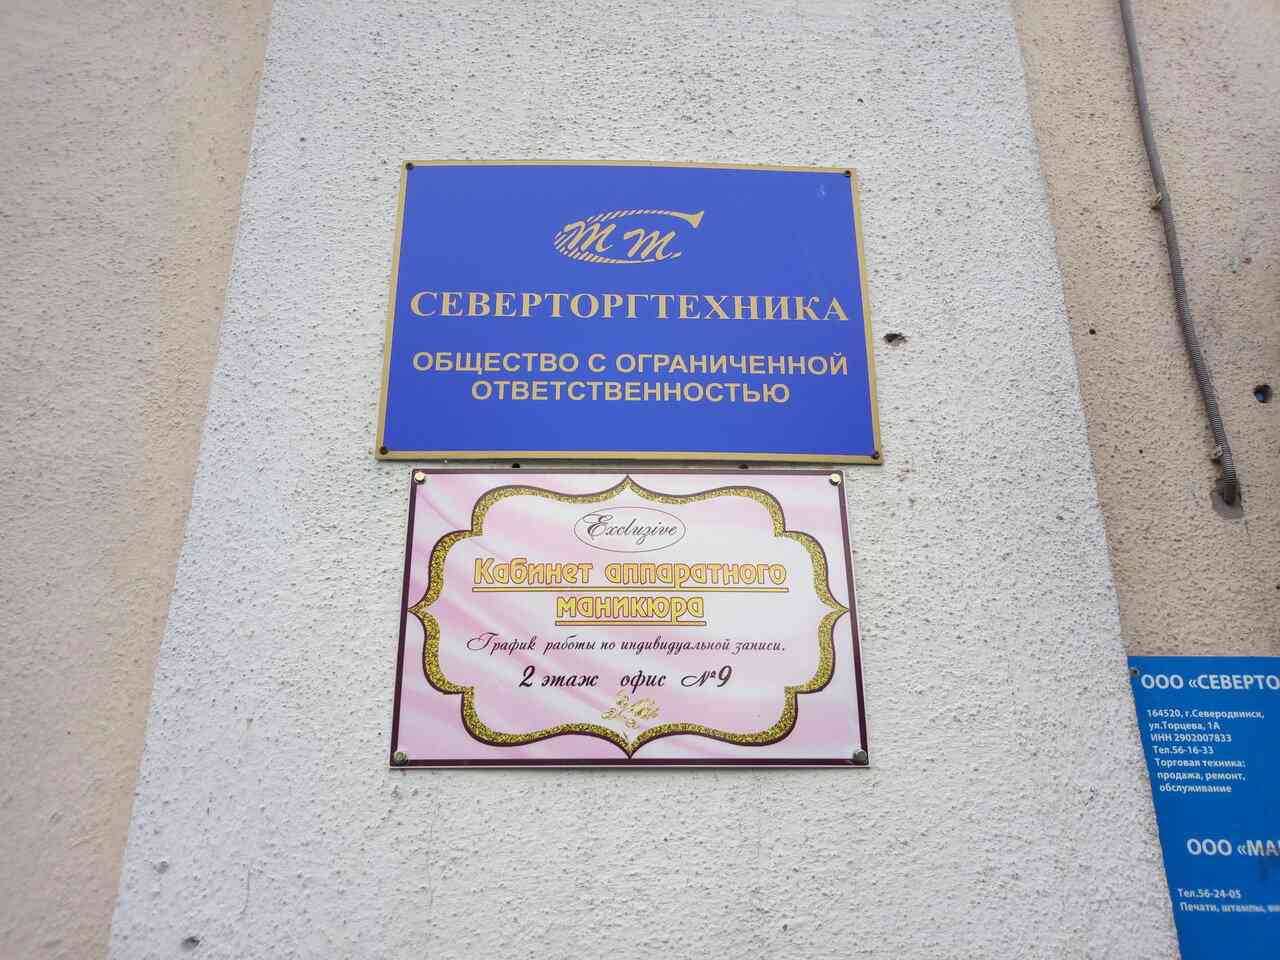 СЕВЕРТОРГТЕХНИКА
ОБЩЕСТВО С ОГРАНИЧЕННОЙ
ОТВЕТСТВЕННОСТЬЮ
Excluzive
Кабинет аппаратного
маникюра
График работы по индивидуальной записи.
2 этаж офис №9
ООО «СЕВЕРТО
164520, г.Северодвинск,
ул.Торцева, 1А
ИНН 2902007833
Тел.56-16-33
Торговая техника:
продажа, ремонт,
обслуживание
ООО «МА
Тел.56-24-05
Печати, штампы,